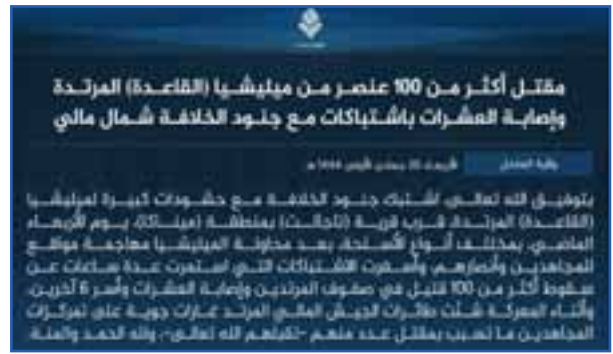 مقتل أكثر من 100 عنصر من ميليشيا (القاعدة) المرتدة
وإصابة العشرات باشتباكات مع جنود الخلافة شمال مالي
الأربعاء
بتوفيق الله تعالى، اشتبك جنود الخلافة مع حشودات كبيرة لميليشيا
(القاعدة) المرتدة، قرب قرية بمنطقة (ميناكا)، يوم الأربعاء
الماضي، بمختلف أنواع الأسلحة، بعد محاولة الميليشيا مهاجمة مواقع
المجاهدين وأنصارهم، وأسفرت الاشتباكات التي استمرت عدة ساعات عن
سقوط أكثر من 100 قتيل في صفوف المرتدين وإصابة العشرات وأسر 6 آخرين،
وأثناء المعركة شنت طائرات الجيش المالي المرتد غارات جوية على تمركزات
المجاهدين ما تسبب بمقتل عدد منهم -تقبلهم الله تعالى-، ولله الحمد والمنة.